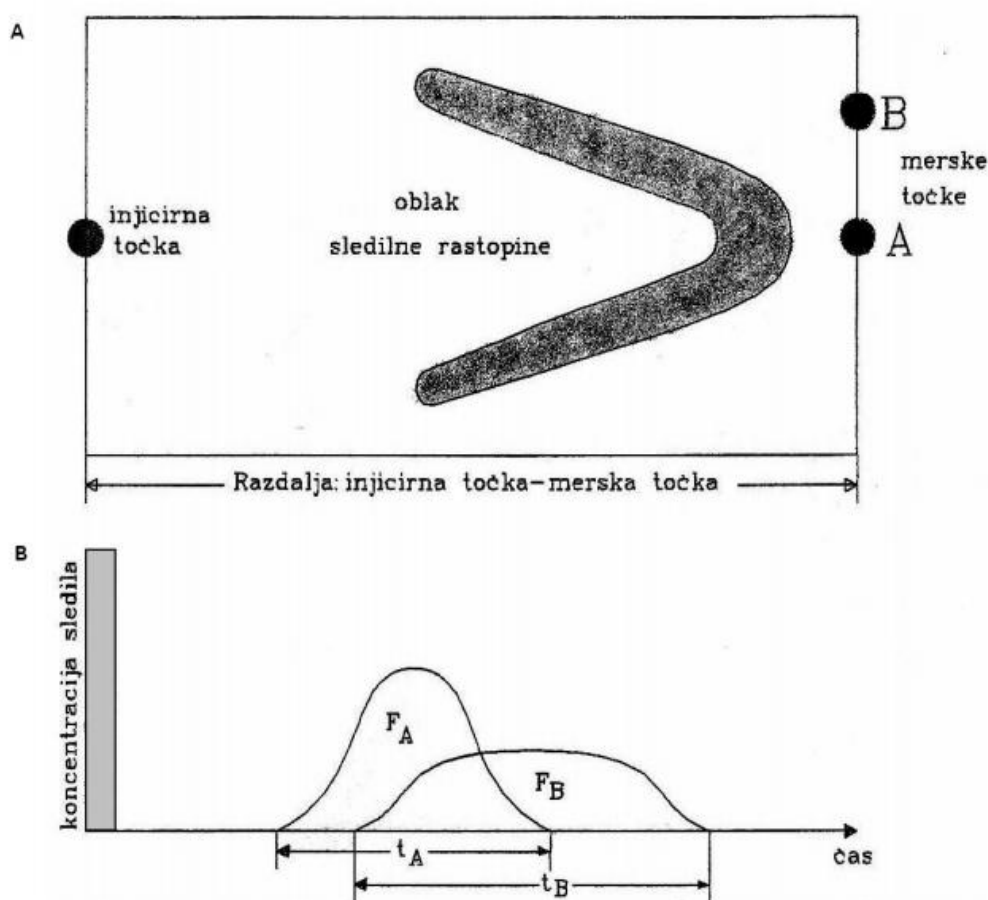 A
B
merske
točke
A
injicirna
točka
oblak
sledilne rastopine
Razdalja: injicirna točka-merska točka
B
koncentracija sledila
F_A
F_B
t_A
t_B
čas